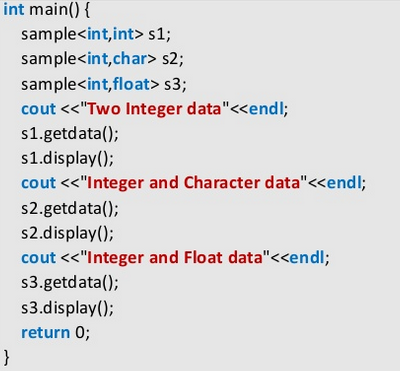 int main() {
sample<int,int> s1;
sample<int,char> s2;
sample<int,float> s3;
cout <<"Two Integer data"<<endl;
s1.getdata();
s1.display();
cout <<"Integer and Character data"<<endl;
s2.getdata();
s2.display();
cout <<"Integer and Float data"<<endl;
s3.getdata();
s3.display();
return 0;
}